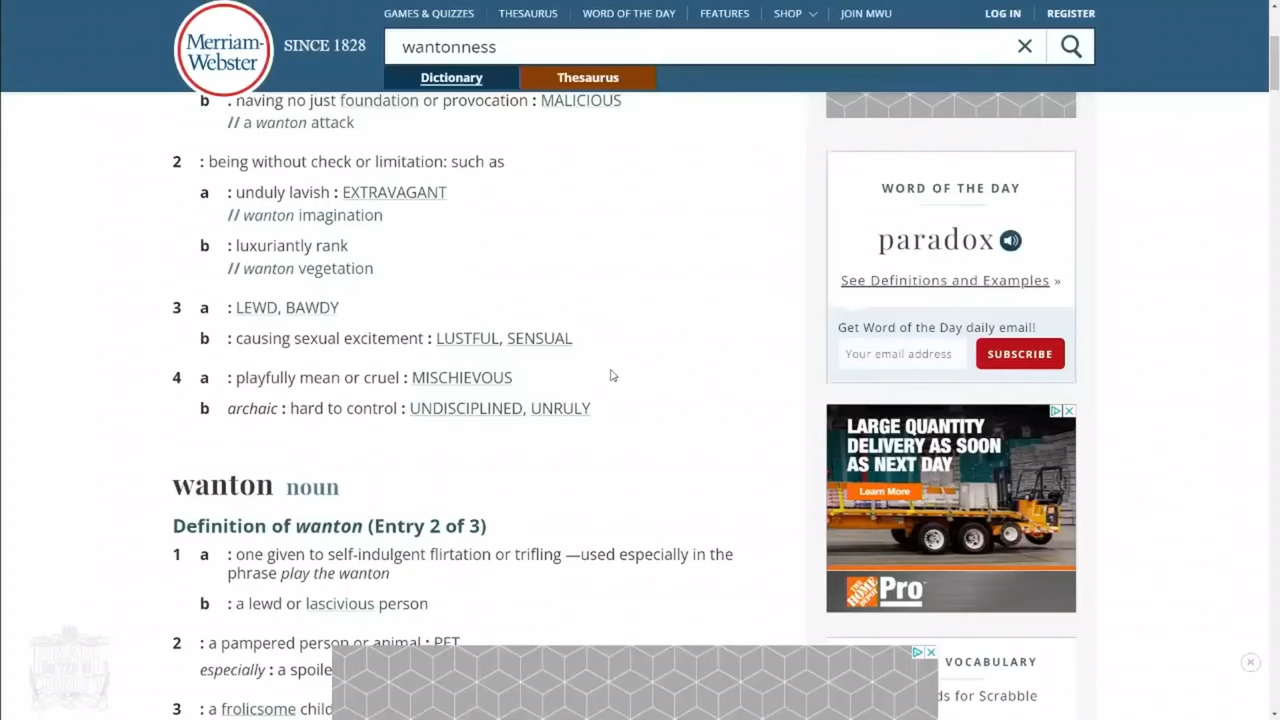 GAMES & QUIZZES THESAURUS WORD OF THE DAY FEATURES SHOP JOIN MWU LOG IN REGISTER
Merriam-
Webster
SINCE 1828
wantonness
Dictionary Thesaurus
b : having no just foundation or provocation : MALICIOUS
// a wanton attack
2 : being without check or limitation: such as
a : unduly lavish : EXTRAVAGANT
// wanton imagination
b : luxuriantly rank
// wanton vegetation
3 a : LEWD, BAWDY
b : causing sexual excitement : LUSTFUL, SENSUAL
4 a : playfully mean or cruel : MISCHIEVOUS
b archaic : hard to control : UNDISCIPLINED, UNRULY
wanton noun
Definition of wanton (Entry 2 of 3)
1 a : one given to self-indulgent flirtation or trifling —used especially in the
phrase play the wanton
b : a lewd or lascivious person
2 : a pampered person or animal : PET
especially : a spoile
3 : a frolicsome child
WORD OF THE DAY
paradox
See Definitions and Examples »
Get Word of the Day daily email!
Your email address SUBSCRIBE
LARGE QUANTITY
DELIVERY AS SOON
AS NEXT DAY
Learn More
THE HOME DEPOT Pro
VOCABULARY
ds for Scrabble